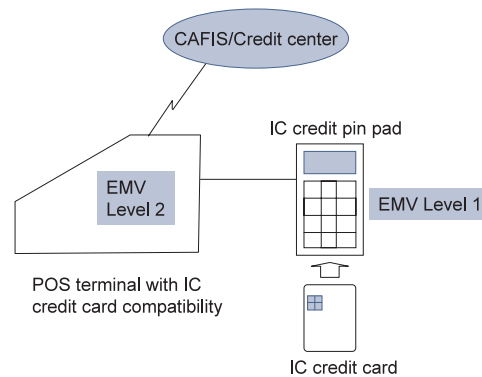 CAFIS/Credit center
IC credit pin pad
EMV
Level 2
EMV Level 1
POS terminal with IC
credit card compatibility
IC credit card